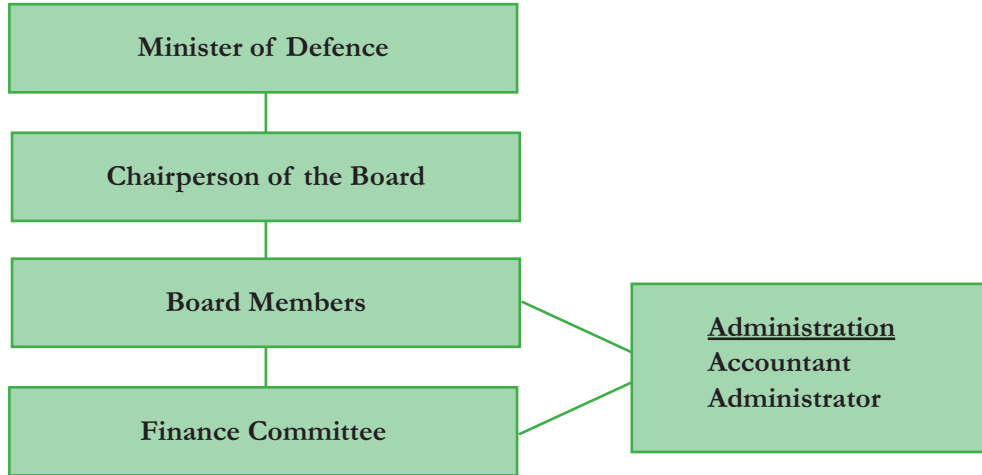 Minister of Defence
Chairperson of the Board
Board Members
Finance Committee
Administration
Accountant
Administrator